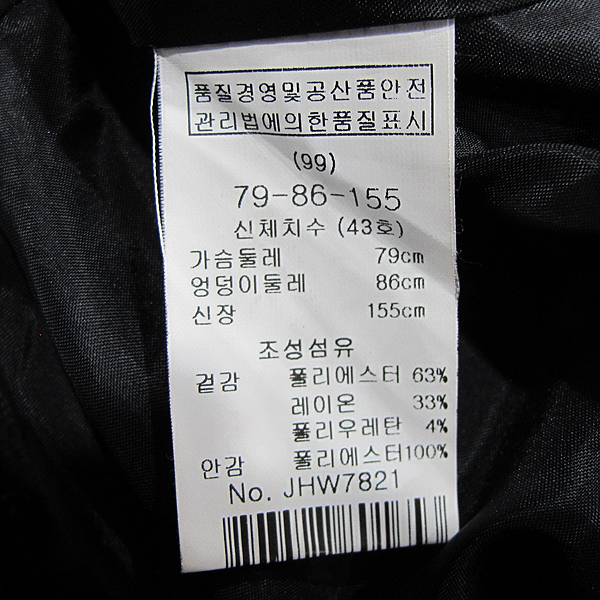 품질경영및공산품안전
관리법에의한품질표시
(99)
79-86-155
신체치수 (43호)
가슴둘레 79cm
엉덩이둘레 86cm
신장 155cm
조성섬유
겉감 폴리에스터 63%
레이온 33%
폴리우레탄 4%
안감 폴리에스터100%
No. JHW7821